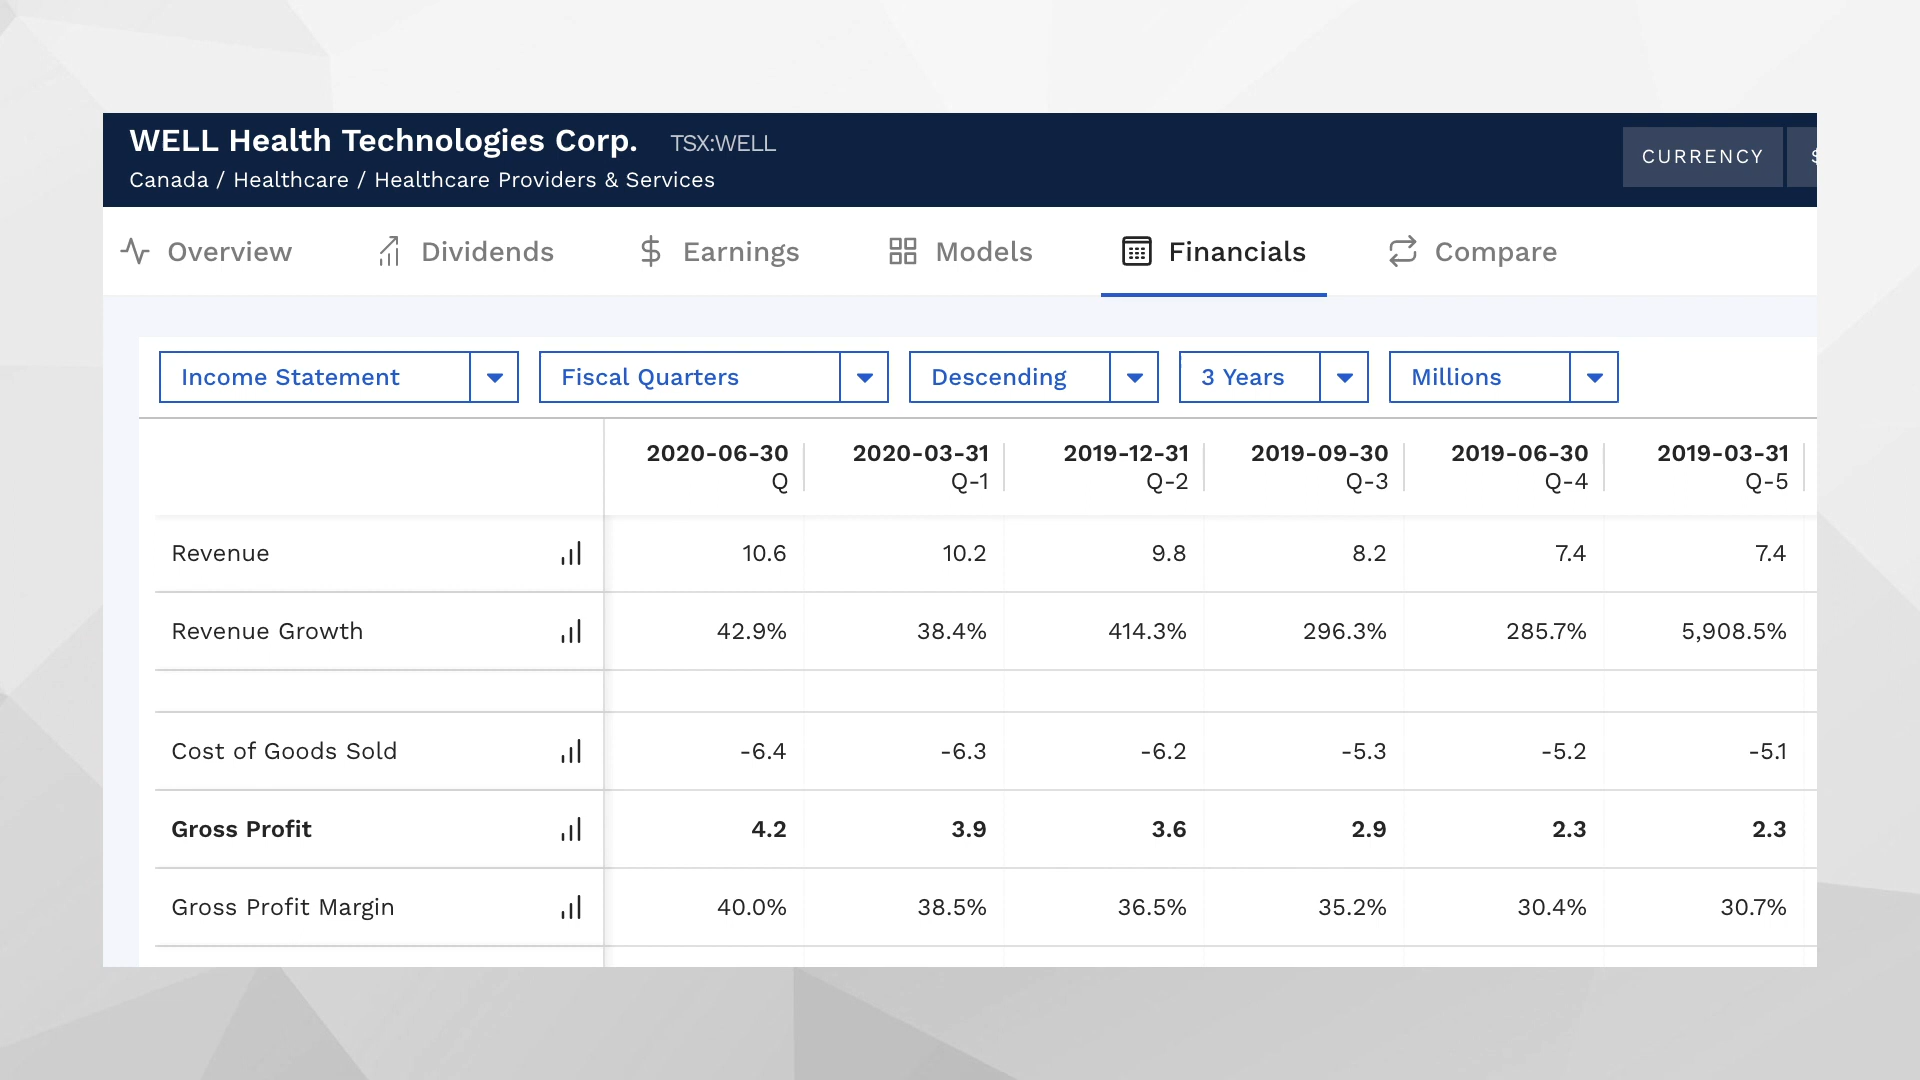 WELL Health Technologies Corp. TSX:WELL
Canada / Healthcare / Healthcare Providers & Services
CURRENCY $
Overview Dividends Earnings Models Financials Compare
Income Statement Fiscal Quarters Descending 3 Years Millions
2020-06-30 2020-03-31 2019-12-31 2019-09-30 2019-06-30 2019-03-31
Q Q-1 Q-2 Q-3 Q-4 Q-5
Revenue 10.6 10.2 9.8 8.2 7.4 7.4
Revenue Growth 42.9% 38.4% 414.3% 296.3% 285.7% 5,908.5%
Cost of Goods Sold -6.4 -6.3 -6.2 -5.3 -5.2 -5.1
Gross Profit 4.2 3.9 3.6 2.9 2.3 2.3
Gross Profit Margin 40.0% 38.5% 36.5% 35.2% 30.4% 30.7%